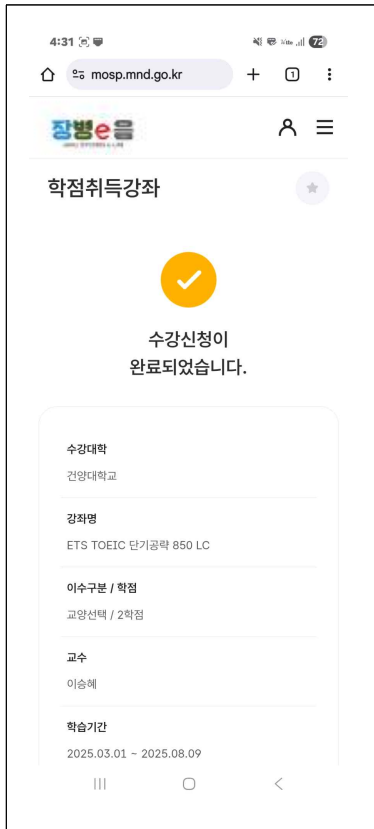 4:31
72
mosp.mnd.go.kr
1
장병e음
학점취득강좌
수강신청이
완료되었습니다.
수강대학
건양대학교
강좌명
ETS TOEIC 단기공략 850 LC
이수구분 / 학점
교양선택 / 2학점
교수
이승혜
학습기간
2025.03.01 ~ 2025.08.09